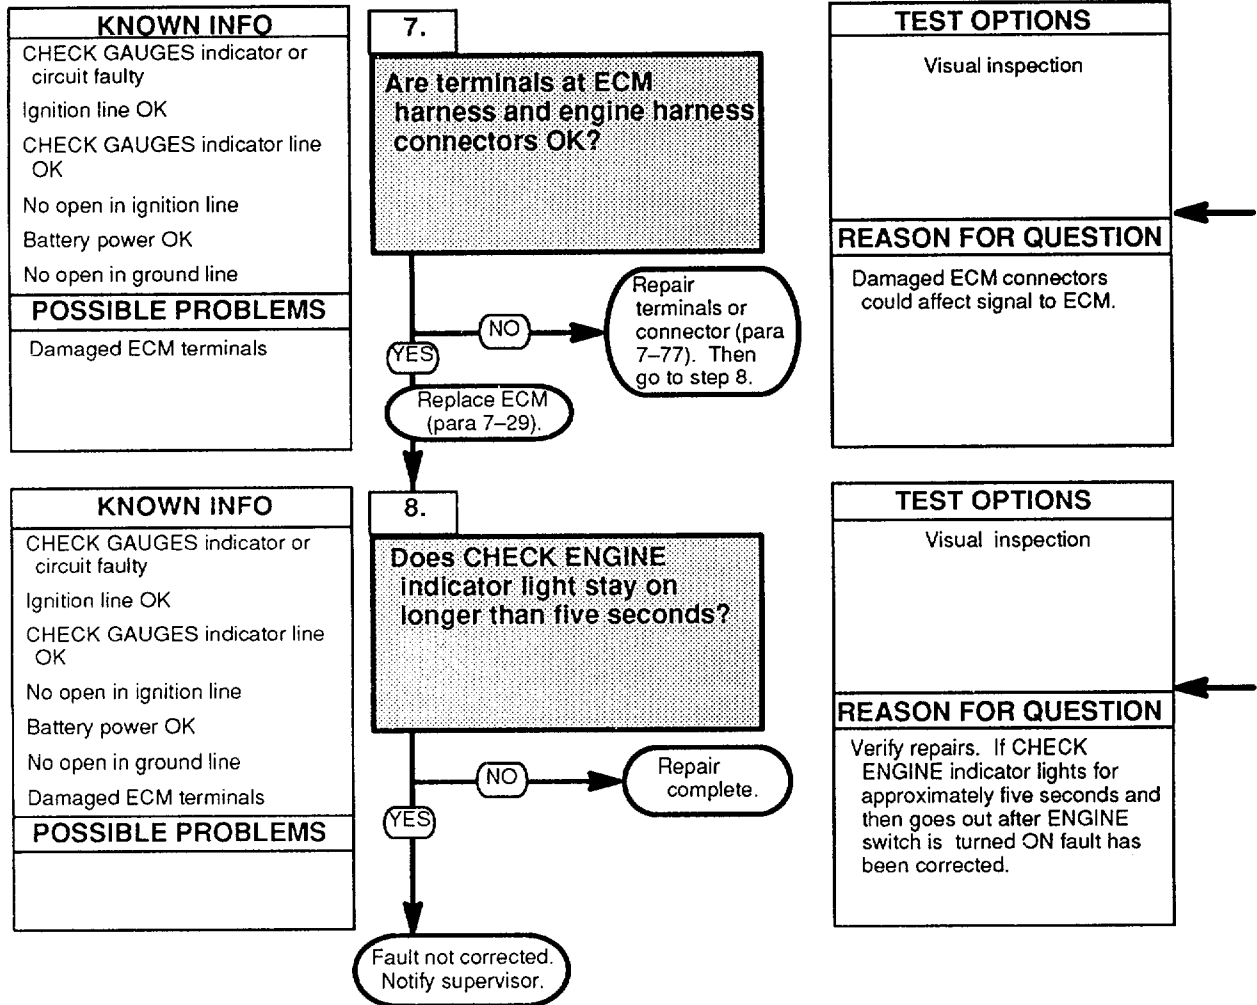 KNOWN INFO
CHECK GAUGES indicator or
circuit faulty
Ignition line OK
CHECK GAUGES indicator line
OK
No open in ignition line
Battery power OK
No open in ground line
POSSIBLE PROBLEMS
Damaged ECM terminals
7.
Are terminals at ECM
harness and engine harness
connectors OK?
NO
Repair
terminals or
connector (para
7–77). Then
go to step 8.
YES
Replace ECM
(para 7–29).
TEST OPTIONS
Visual inspection
REASON FOR QUESTION
Damaged ECM connectors
could affect signal to ECM.
KNOWN INFO
CHECK GAUGES indicator or
circuit faulty
Ignition line OK
CHECK GAUGES indicator line
OK
No open in ignition line
Battery power OK
No open in ground line
Damaged ECM terminals
POSSIBLE PROBLEMS
8.
Does CHECK ENGINE
indicator light stay on
longer than five seconds?
NO
Repair
complete.
YES
Fault not corrected.
Notify supervisor.
TEST OPTIONS
Visual inspection
REASON FOR QUESTION
Verify repairs. If CHECK
ENGINE indicator lights for
approximately five seconds and
then goes out after ENGINE
switch is turned ON fault has
been corrected.